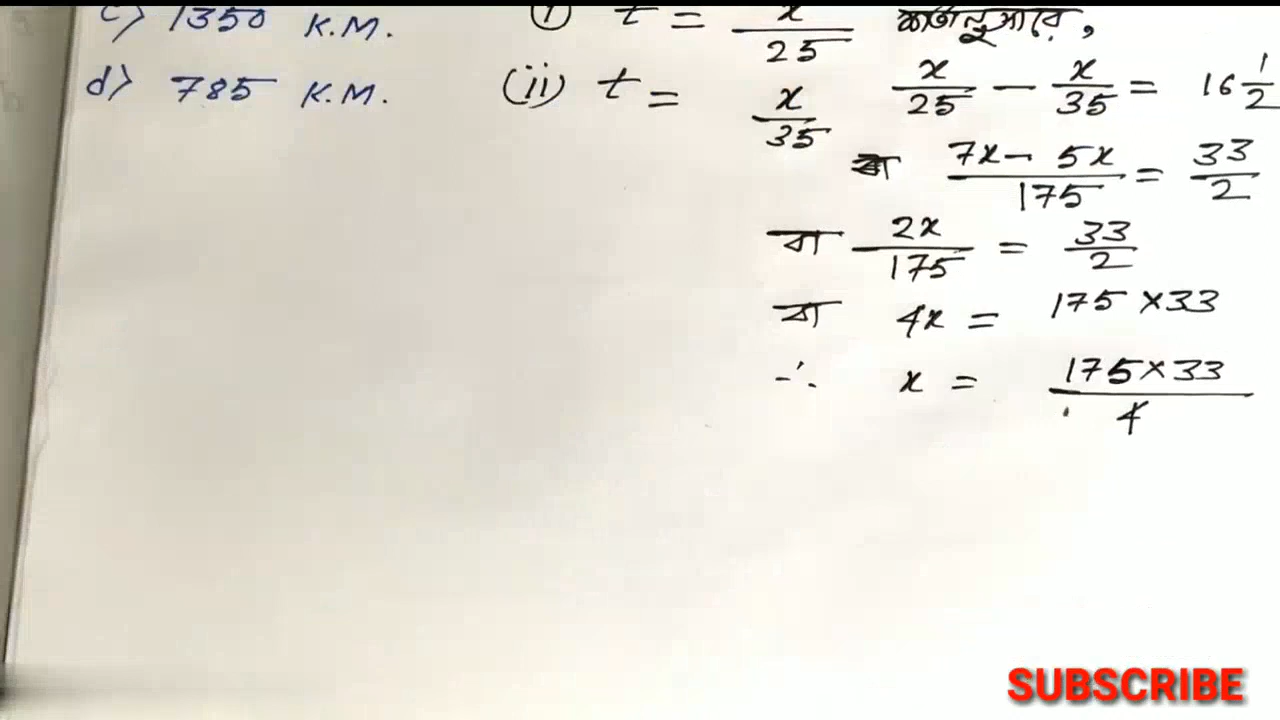 c) 1350 K.M.
d) 785 K.M.
(i) t = x/25
(ii) t = x/35
শর্তানুসারে,
x/25 - x/35 = 16 1/2
বা 7x - 5x/175 = 33/2
বা 2x/175 = 33/2
বা 4x = 175 × 33
∴ x = 175 × 33/4
SUBSCRIBE